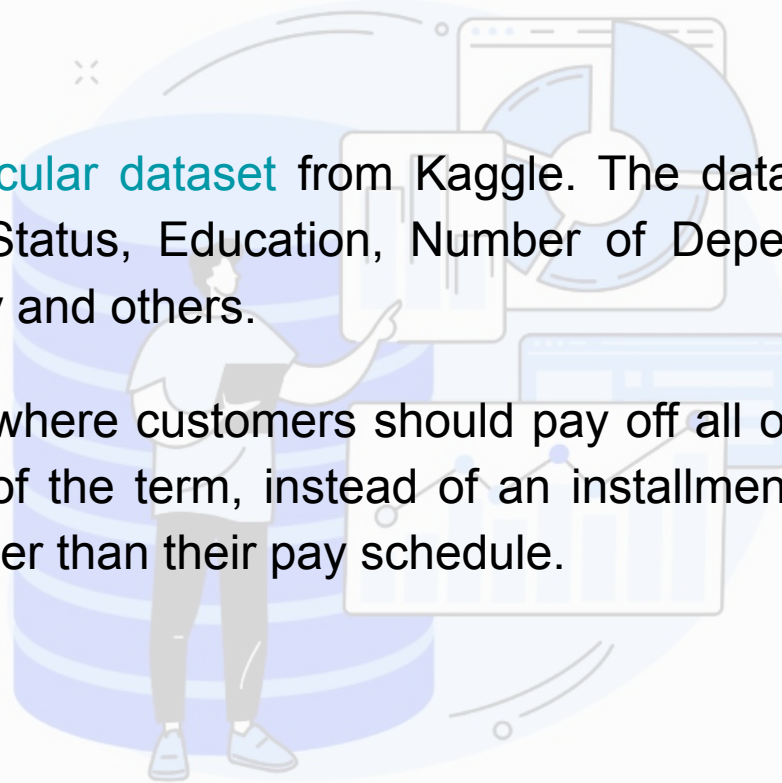 cular dataset from Kaggle. The data
Status, Education, Number of Depe
y and others.
where customers should pay off all o
of the term, instead of an installmen
er than their pay schedule.